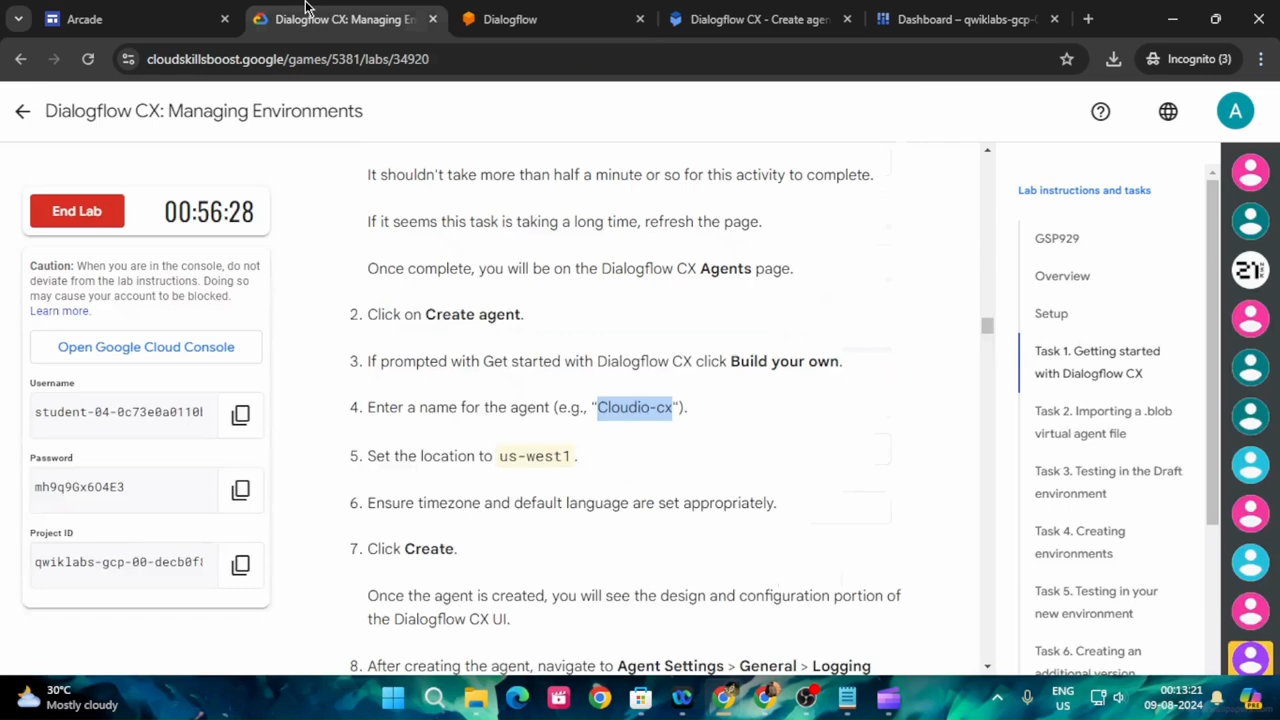 Arcade
Dialogflow CX: Managing En
Dialogflow
Dialogflow CX - Create agen
Dashboard – qwiklabs-gcp-0
cloudskillsboost.google/games/5381/labs/34920
Incognito (3)
Dialogflow CX: Managing Environments
A
End Lab
00:56:28
Caution: When you are in the console, do not
deviate from the lab instructions. Doing so
may cause your account to be blocked.
Learn more.
Open Google Cloud Console
Username
student-04-0c73e0a0110b
Password
mh9q9Gx6O4E3
Project ID
qwiklabs-gcp-00-decb0f
It shouldn't take more than half a minute or so for this activity to complete.
If it seems this task is taking a long time, refresh the page.
Once complete, you will be on the Dialogflow CX Agents page.
2. Click on Create agent.
3. If prompted with Get started with Dialogflow CX click Build your own.
4. Enter a name for the agent (e.g., "Cloudio-cx").
5. Set the location to us-west1.
6. Ensure timezone and default language are set appropriately.
7. Click Create.
Once the agent is created, you will see the design and configuration portion of
the Dialogflow CX UI.
8. After creating the agent, navigate to Agent Settings > General > Logging
Lab instructions and tasks
GSP929
Overview
Setup
Task 1. Getting started
with Dialogflow CX
Task 2. Importing a .blob
virtual agent file
Task 3. Testing in the Draft
environment
Task 4. Creating
environments
Task 5. Testing in your
new environment
Task 6. Creating an
additional version
30°C
Mostly cloudy
ENG
US
00:13:21
09-08-2024
PRE